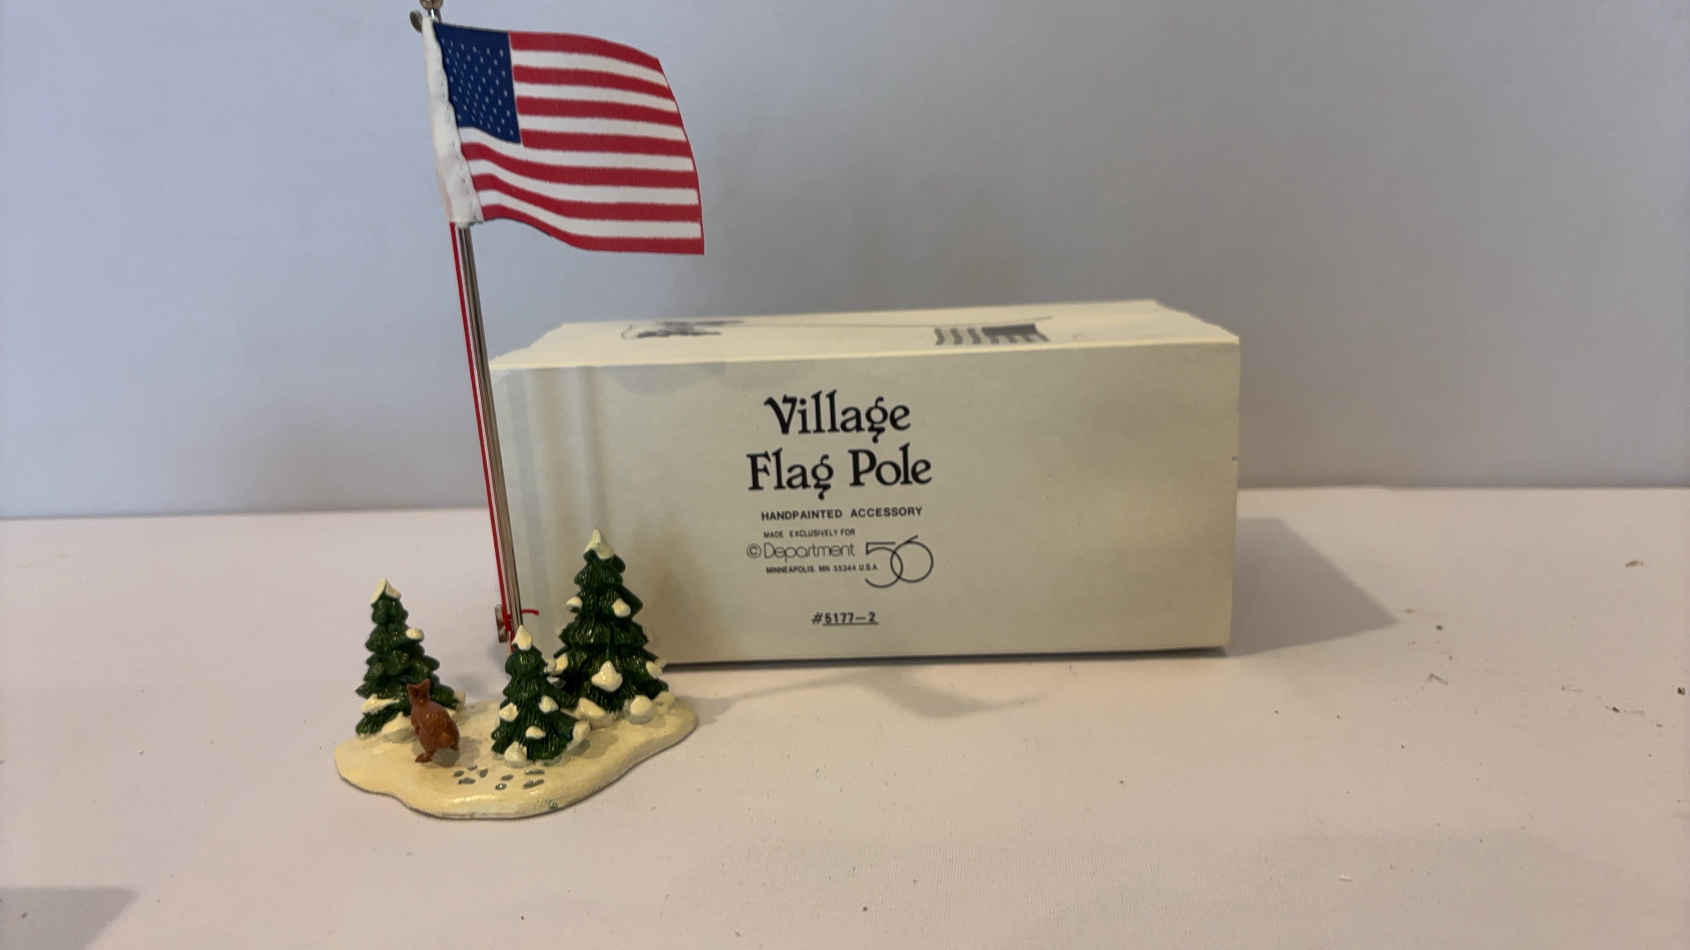 Village
Flag Pole
HANDPAINTED ACCESSORY
MADE EXCLUSIVELY FOR
© Department 56
MINNEAPOLIS, MN 55344 U.S.A.
#5177-2